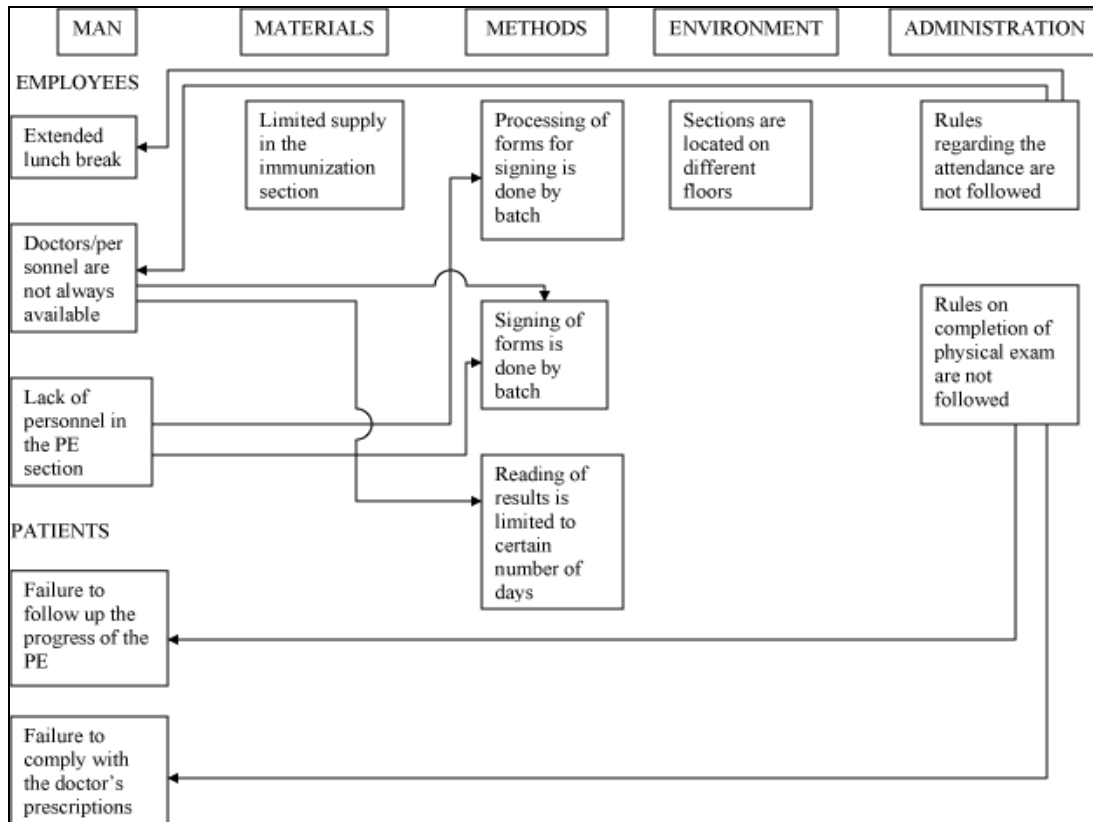 MAN
MATERIALS
METHODS
ENVIRONMENT
ADMINISTRATION
EMPLOYEES
Extended
lunch break
Limited supply
in the
immunization
section
Processing of
forms for
signing is
done by
batch
Sections are
located on
different
floors
Rules
regarding the
attendance are
not followed
Doctors/per
sonnel are
not always
available
Signing of
forms is
done by
batch
Rules on
completion of
physical exam
are not
followed
Lack of
personnel in
the PE
section
Reading of
results is
limited to
certain
number of
days
PATIENTS
Failure to
follow up the
progress of the
PE
Failure to
comply with
the doctor's
prescriptions